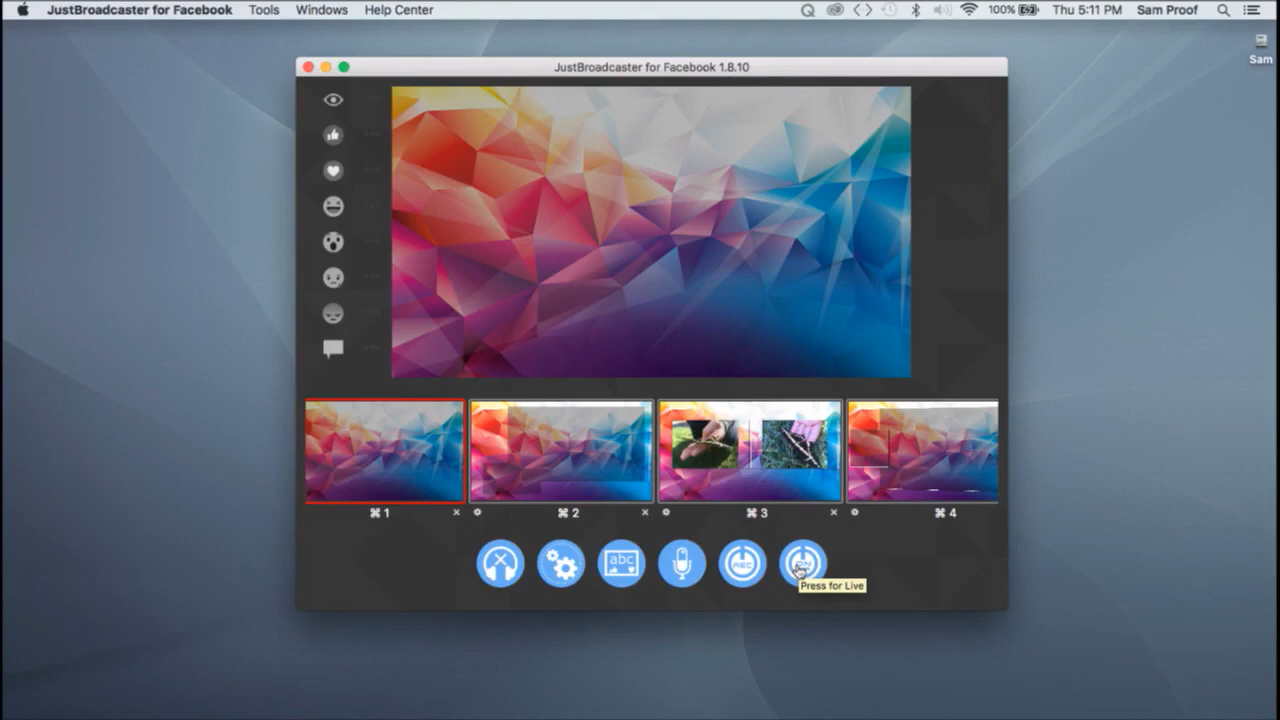 JustBroadcaster for Facebook Tools Windows Help Center 100% Thu 5:11 PM Sam Proof
Sam
JustBroadcaster for Facebook 1.8.10
⌘ 1 ⌘ 2 ⌘ 3 ⌘ 4
abc REC ON
Press for Live